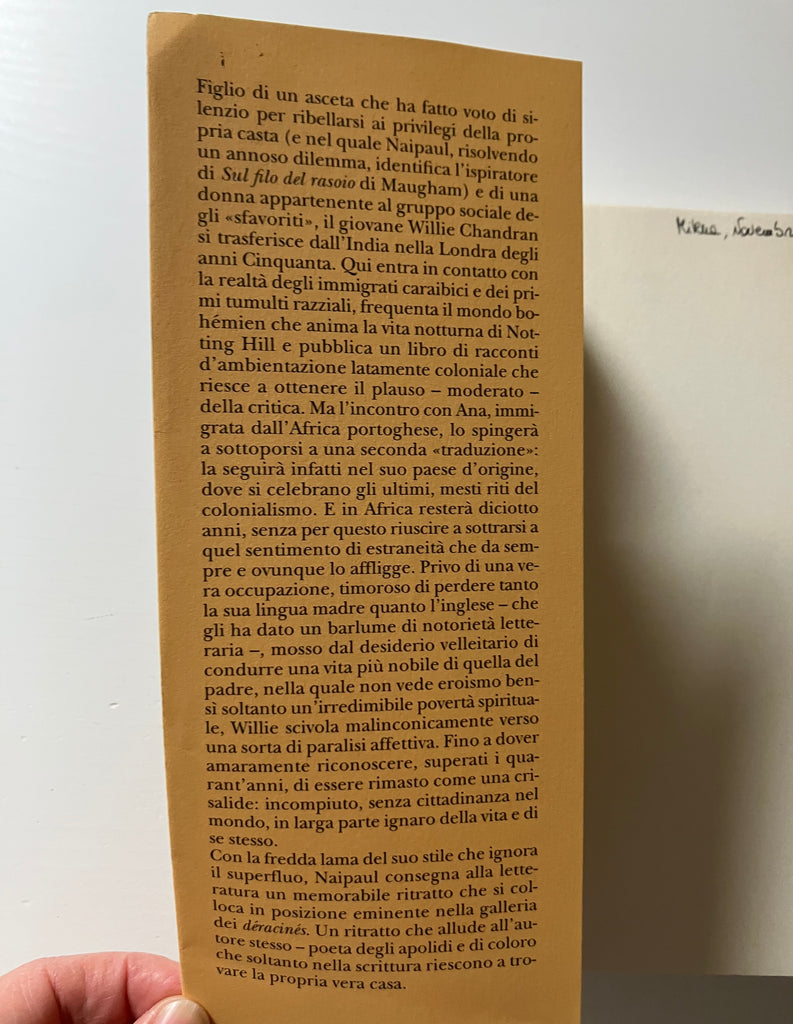 Figlio di un asceta che ha fatto voto di si-
lenzio per ribellarsi ai privilegi della pro-
pria casta (e nel quale Naipaul, risolvendo
un annoso dilemma, identifica l'ispiratore
di Sul filo del rasoio di Maugham) e di una
donna appartenente al gruppo sociale de-
gli «sfavoriti», il giovane Willie Chandran
si trasferisce dall'India nella Londra degli
anni Cinquanta. Qui entra in contatto con
la realtà degli immigrati caraibici e dei pri-
mi tumulti razziali, frequenta il mondo bo-
hémien che anima la vita notturna di Not-
ting Hill e pubblica un libro di racconti
d'ambientazione latamente coloniale che
riesce a ottenere il plauso – moderato –
della critica. Ma l'incontro con Ana, immi-
grata dall'Africa portoghese, lo spingerà
a sottoporsi a una seconda «traduzione»:
la seguirà infatti nel suo paese d'origine,
dove si celebrano gli ultimi, mesti riti del
colonialismo. E in Africa resterà diciotto
anni, senza per questo riuscire a sottrarsi a
quel sentimento di estraneità che da sem-
pre e ovunque lo affligge. Privo di una ve-
ra occupazione, timoroso di perdere tanto
la sua lingua madre quanto l'inglese – che
gli ha dato un barlume di notorietà lette-
raria –, mosso dal desiderio velleitario di
condurre una vita più nobile di quella del
padre, nella quale non vede eroismo ben-
sì soltanto un'irredimibile povertà spiritua-
le, Willie scivola malinconicamente verso
una sorta di paralisi affettiva. Fino a dover
amaramente riconoscere, superati i qua-
rant'anni, di essere rimasto come una cri-
salide: incompiuto, senza cittadinanza nel
mondo, in larga parte ignaro della vita e di
se stesso.
Con la fredda lama del suo stile che ignora
il superfluo, Naipaul consegna alla lette-
ratura un memorabile ritratto che si col-
loca in posizione eminente nella galleria
dei déracinés. Un ritratto che allude all'au-
tore stesso – poeta degli apolidi e di coloro
che soltanto nella scrittura riescono a tro-
vare la propria vera casa.